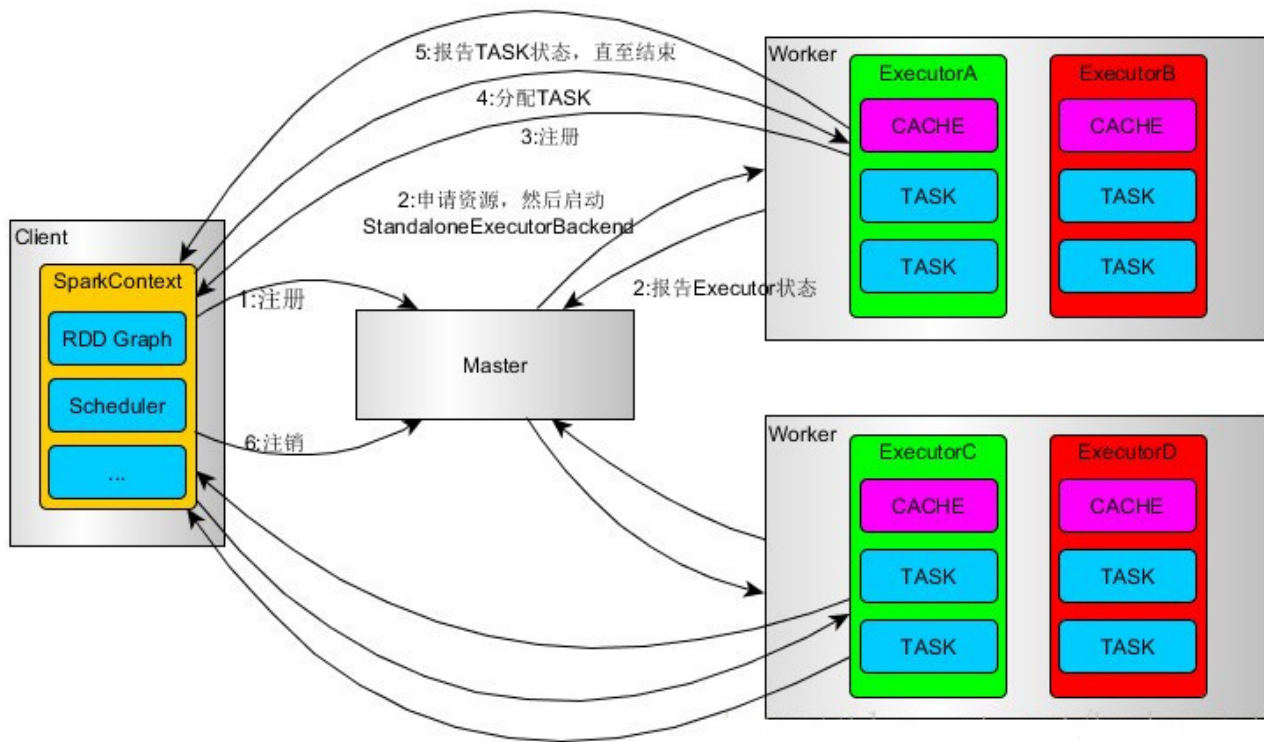 5:报告TASK状态，直至结束
4:分配TASK
3:注册
2:申请资源，然后启动
StandaloneExecutorBackend
2:报告Executor状态
1:注册
6:注销
Client
SparkContext
RDD Graph
Scheduler
...
Master
Worker
ExecutorA
CACHE
TASK
TASK
ExecutorB
CACHE
TASK
TASK
Worker
ExecutorC
CACHE
TASK
TASK
ExecutorD
CACHE
TASK
TASK